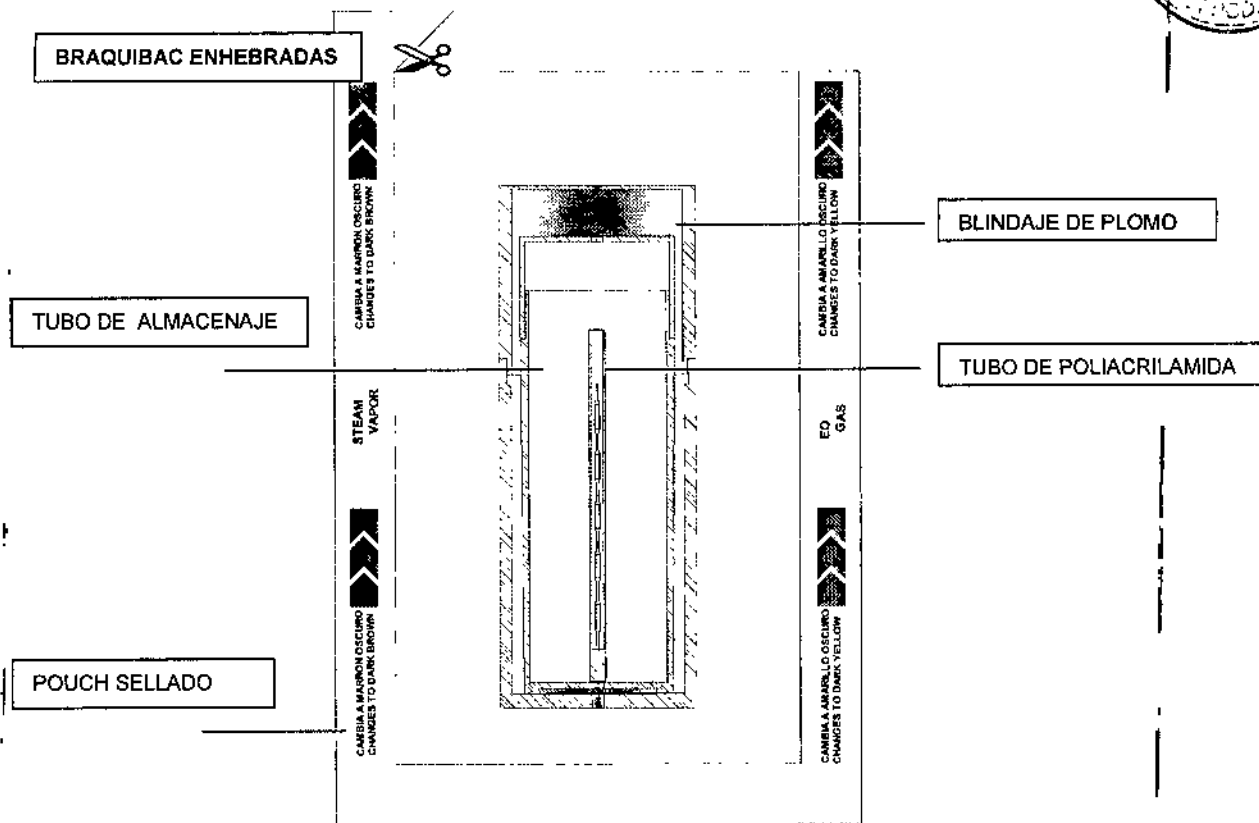 BRAQUIBAC ENHEBRADAS
CAMBIA A MARRON OSCURO
CHANGES TO DARK BROWN
CAMBIA A AMARILLO OSCURO
CHANGES TO DARK YELLOW
BLINDAJE DE PLOMO
TUBO DE ALMACENAJE
TUBO DE POLIACRILAMIDA
STEAM
VAPOR
EO
GAS
POUCH SELLADO
CAMBIA A MARRON OSCURO
CHANGES TO DARK BROWN
CAMBIA A AMARILLO OSCURO
CHANGES TO DARK YELLOW